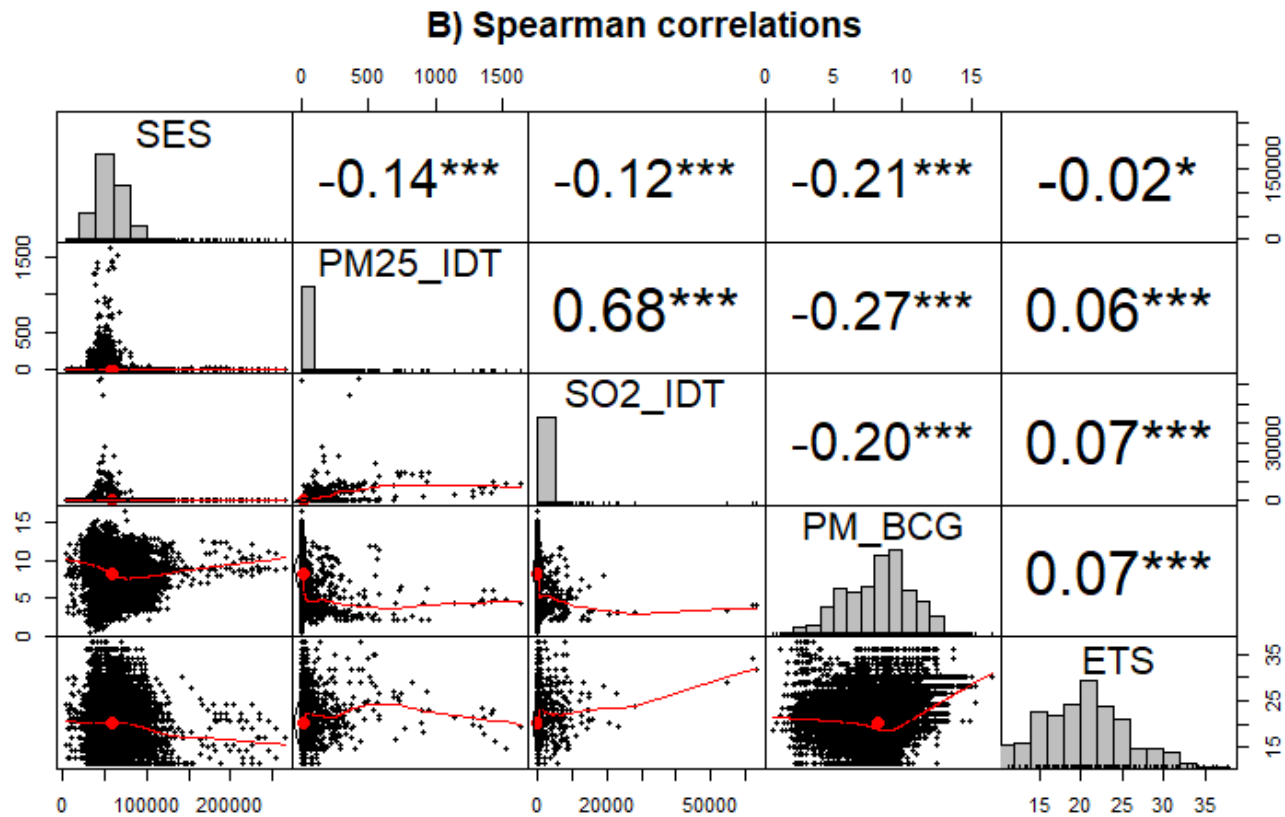 B) Spearman correlations
0 500 1000 1500 0 5 10 15
SES -0.14*** -0.12*** -0.21*** -0.02* 0 150000
0 500 1500 PM25_IDT 0.68*** -0.27*** 0.06***
SO2_IDT -0.20*** 0.07*** 0 30000
0 5 10 15 PM_BCG 0.07***
ETS 15 25 35
0 100000 200000 0 20000 50000 15 20 25 30 35